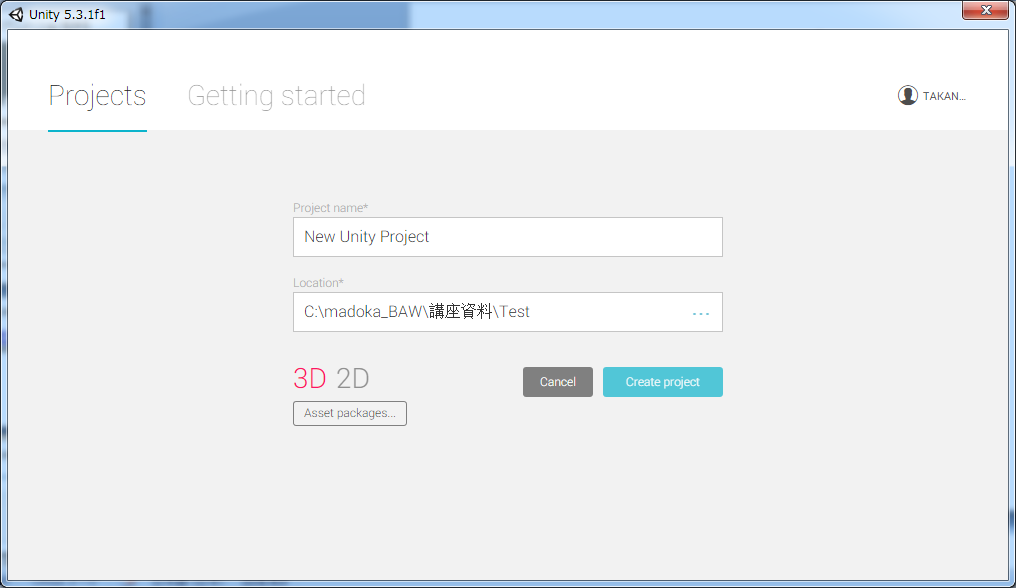 Unity 5.3.1f1
Projects Getting started TAKAN...
Project name*
New Unity Project
Location*
C:\madoka_BAW\講座資料\Test ...
3D 2D Cancel Create project
Asset packages...